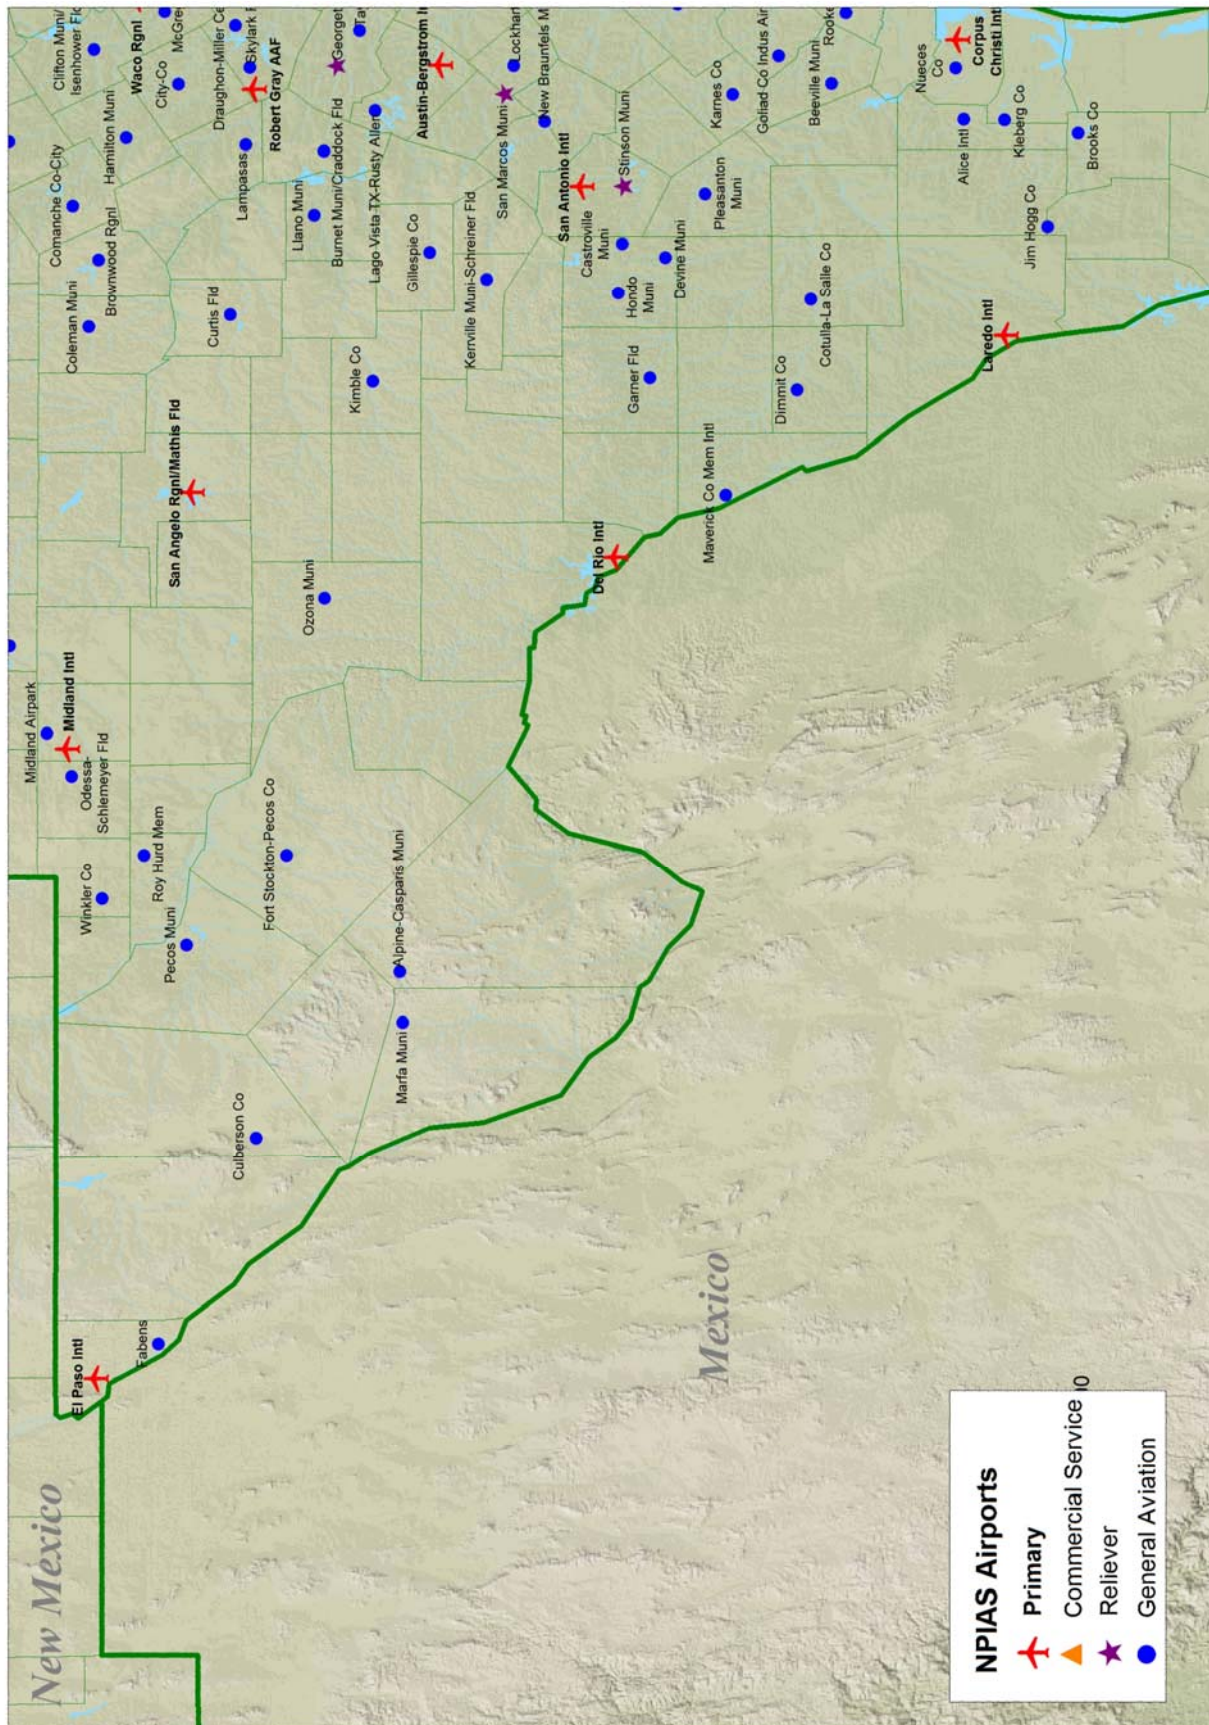 New Mexico
Mexico
El Paso Intl
Fabens
Culberson Co
Marfa Muni
Alpine-Casparis Muni
Pecos Muni
Winkler Co
Roy Hurd Mem
Fort Stockton-Pecos Co
Odessa-
Schlemeyer Fld
Midland Airpark
Midland Intl
Ozona Muni
San Angelo Rgnl/Mathis Fld
Del Rio Intl
Maverick Co Mem Intl
Kimble Co
Garner Fld
Dimmit Co
Coleman Muni
Curtis Fld
Brownwood Rgnl
Comanche Co-City
Hamilton Muni
Lampasas
Llano Muni
Burnet Muni/Craddock Fld
Lago Vista TX-Rusty Allen
Gillespie Co
Kerrville Muni-Schreiner Fld
Hondo
Muni
Castroville
Muni
Devine Muni
Cotulla-La Salle Co
Laredo Intl
Jim Hogg Co
Clifton Muni/
Isenhower Fld
Waco Rgnl
McGre
City-Co
Draughon-Miller Ce
Skylark F
Robert Gray AAF
Georget
Ta
Austin-Bergstrom I
Lockhar
San Marcos Muni
New Braunfels M
San Antonio Intl
Stinson Muni
Pleasanton
Muni
Karnes Co
Goliad Co Indus Air
Beeville Muni
Rooke
Nueces
Co
Corpus
Christi Int
Alice Intl
Kleberg Co
Brooks Co
NPIAS Airports
Primary
Commercial Service
Reliever
General Aviation